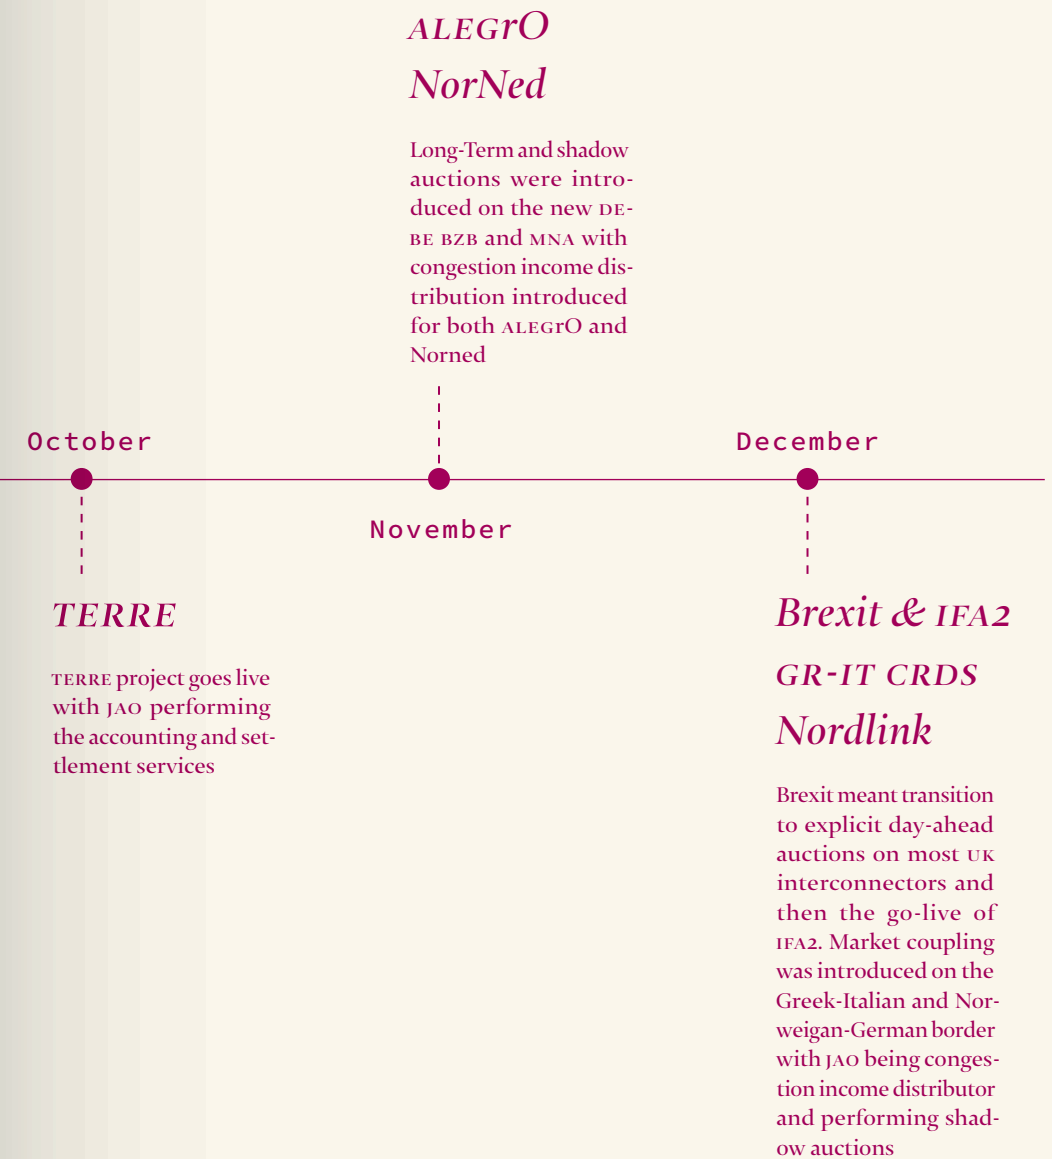 ALEGrO
NorNed
Long-Term and shadow
auctions were intro-
duced on the new DE-
BE BZB and MNA with
congestion income dis-
tribution introduced
for both ALEGrO and
Norned
October
December
November
TERRE
TERRE project goes live
with JAO performing
the accounting and set-
tlement services
Brexit & IFA2
GR-IT CRDS
Nordlink
Brexit meant transition
to explicit day-ahead
auctions on most UK
interconnectors and
then the go-live of
IFA2. Market coupling
was introduced on the
Greek-Italian and Nor-
weigan-German border
with JAO being conges-
tion income distributor
and performing shad-
ow auctions